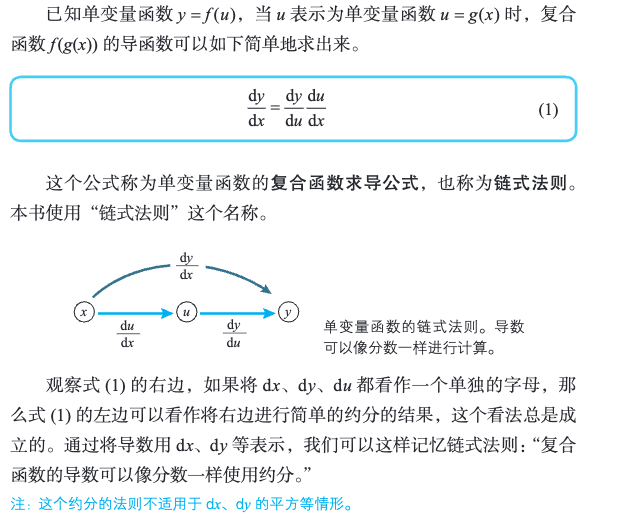 已知单变量函数 y = f(u)，当 u 表示为单变量函数 u = g(x) 时，复合
函数 f(g(x)) 的导函数可以如下简单地求出来。
dy/dx = dy/du du/dx (1)
这个公式称为单变量函数的复合函数求导公式，也称为链式法则。
本书使用“链式法则”这个名称。
dy/dx
x u y
du/dx dy/du
单变量函数的链式法则。导数
可以像分数一样进行计算。
观察式 (1) 的右边，如果将 dx、dy、du 都看作一个单独的字母，那
么式 (1) 的左边可以看作将右边进行简单的约分的结果，这个看法总是成
立的。通过将导数用 dx、dy 等表示，我们可以这样记忆链式法则：“复合
函数的导数可以像分数一样使用约分。”
注：这个约分的法则不适用于 dx、dy 的平方等情形。